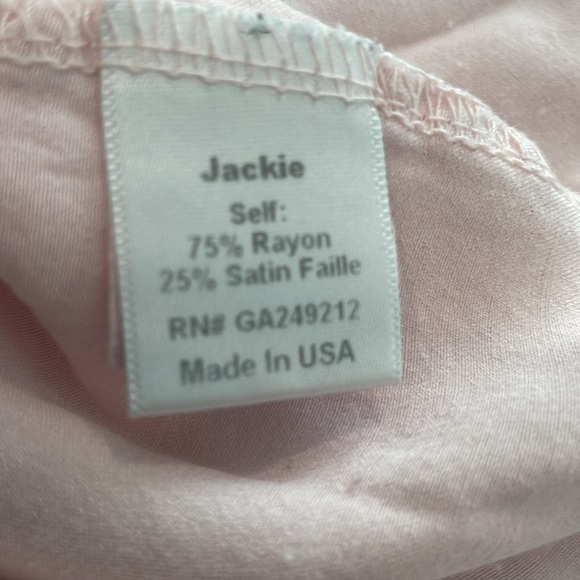 Jackie
Self:
75% Rayon
25% Satin Faille
RN# GA249212
Made In USA